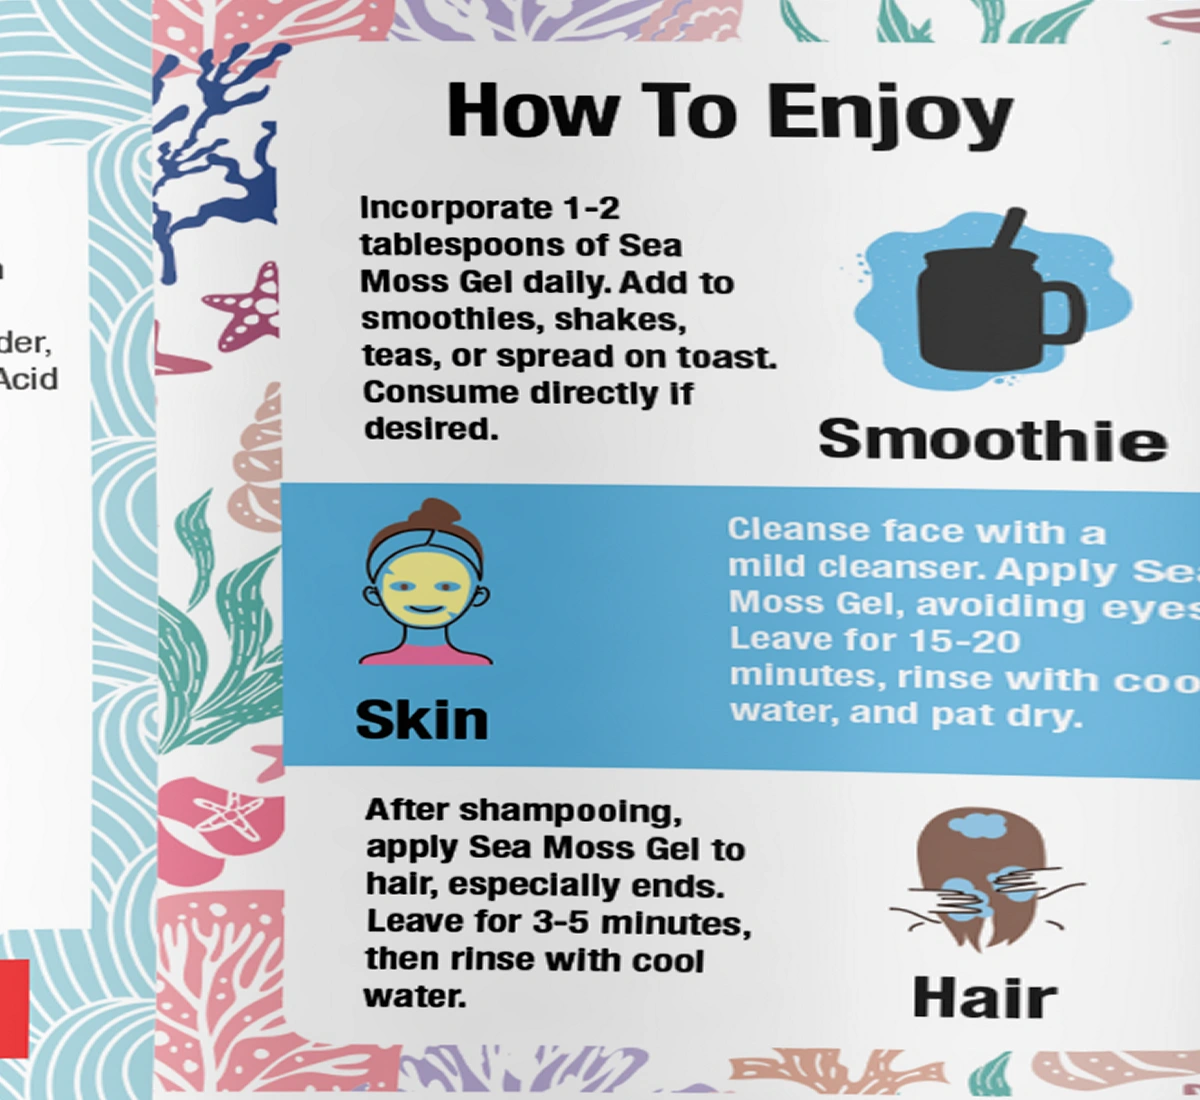 der,
Acid
How To Enjoy
Incorporate 1-2
tablespoons of Sea
Moss Gel daily. Add to
smoothies, shakes,
teas, or spread on toast.
Consume directly if
desired.
Smoothie
Cleanse face with a
mild cleanser. Apply Sea
Moss Gel, avoiding eyes
Leave for 15-20
minutes, rinse with coo
water, and pat dry.
Skin
After shampooing,
apply Sea Moss Gel to
hair, especially ends.
Leave for 3-5 minutes,
then rinse with cool
water.
Hair